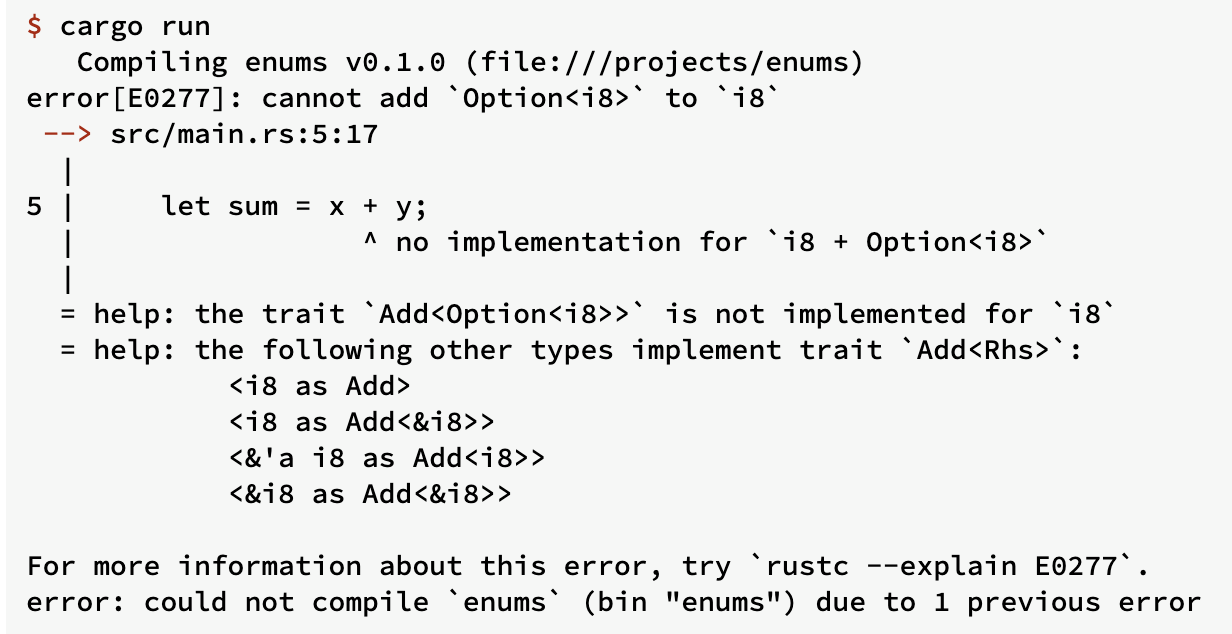 $ cargo run
   Compiling enums v0.1.0 (file:///projects/enums)
error[E0277]: cannot add `Option<i8>` to `i8`
 --> src/main.rs:5:17
  |
5 |     let sum = x + y;
  |                 ^ no implementation for `i8 + Option<i8>`
  |
  = help: the trait `Add<Option<i8>>` is not implemented for `i8`
  = help: the following other types implement trait `Add<Rhs>`:
            <i8 as Add>
            <i8 as Add<&i8>>
            <&'a i8 as Add<i8>>
            <&i8 as Add<&i8>>

For more information about this error, try `rustc --explain E0277`.
error: could not compile `enums` (bin "enums") due to 1 previous error